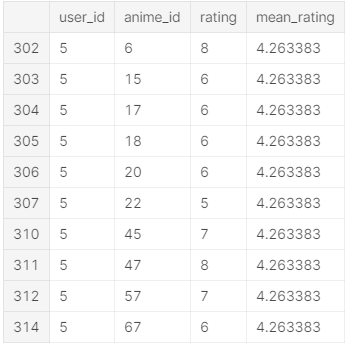 user_id anime_id rating mean_rating
302 5 6 8 4.263383
303 5 15 6 4.263383
304 5 17 6 4.263383
305 5 18 6 4.263383
306 5 20 6 4.263383
307 5 22 5 4.263383
310 5 45 7 4.263383
311 5 47 8 4.263383
312 5 57 7 4.263383
314 5 67 6 4.263383